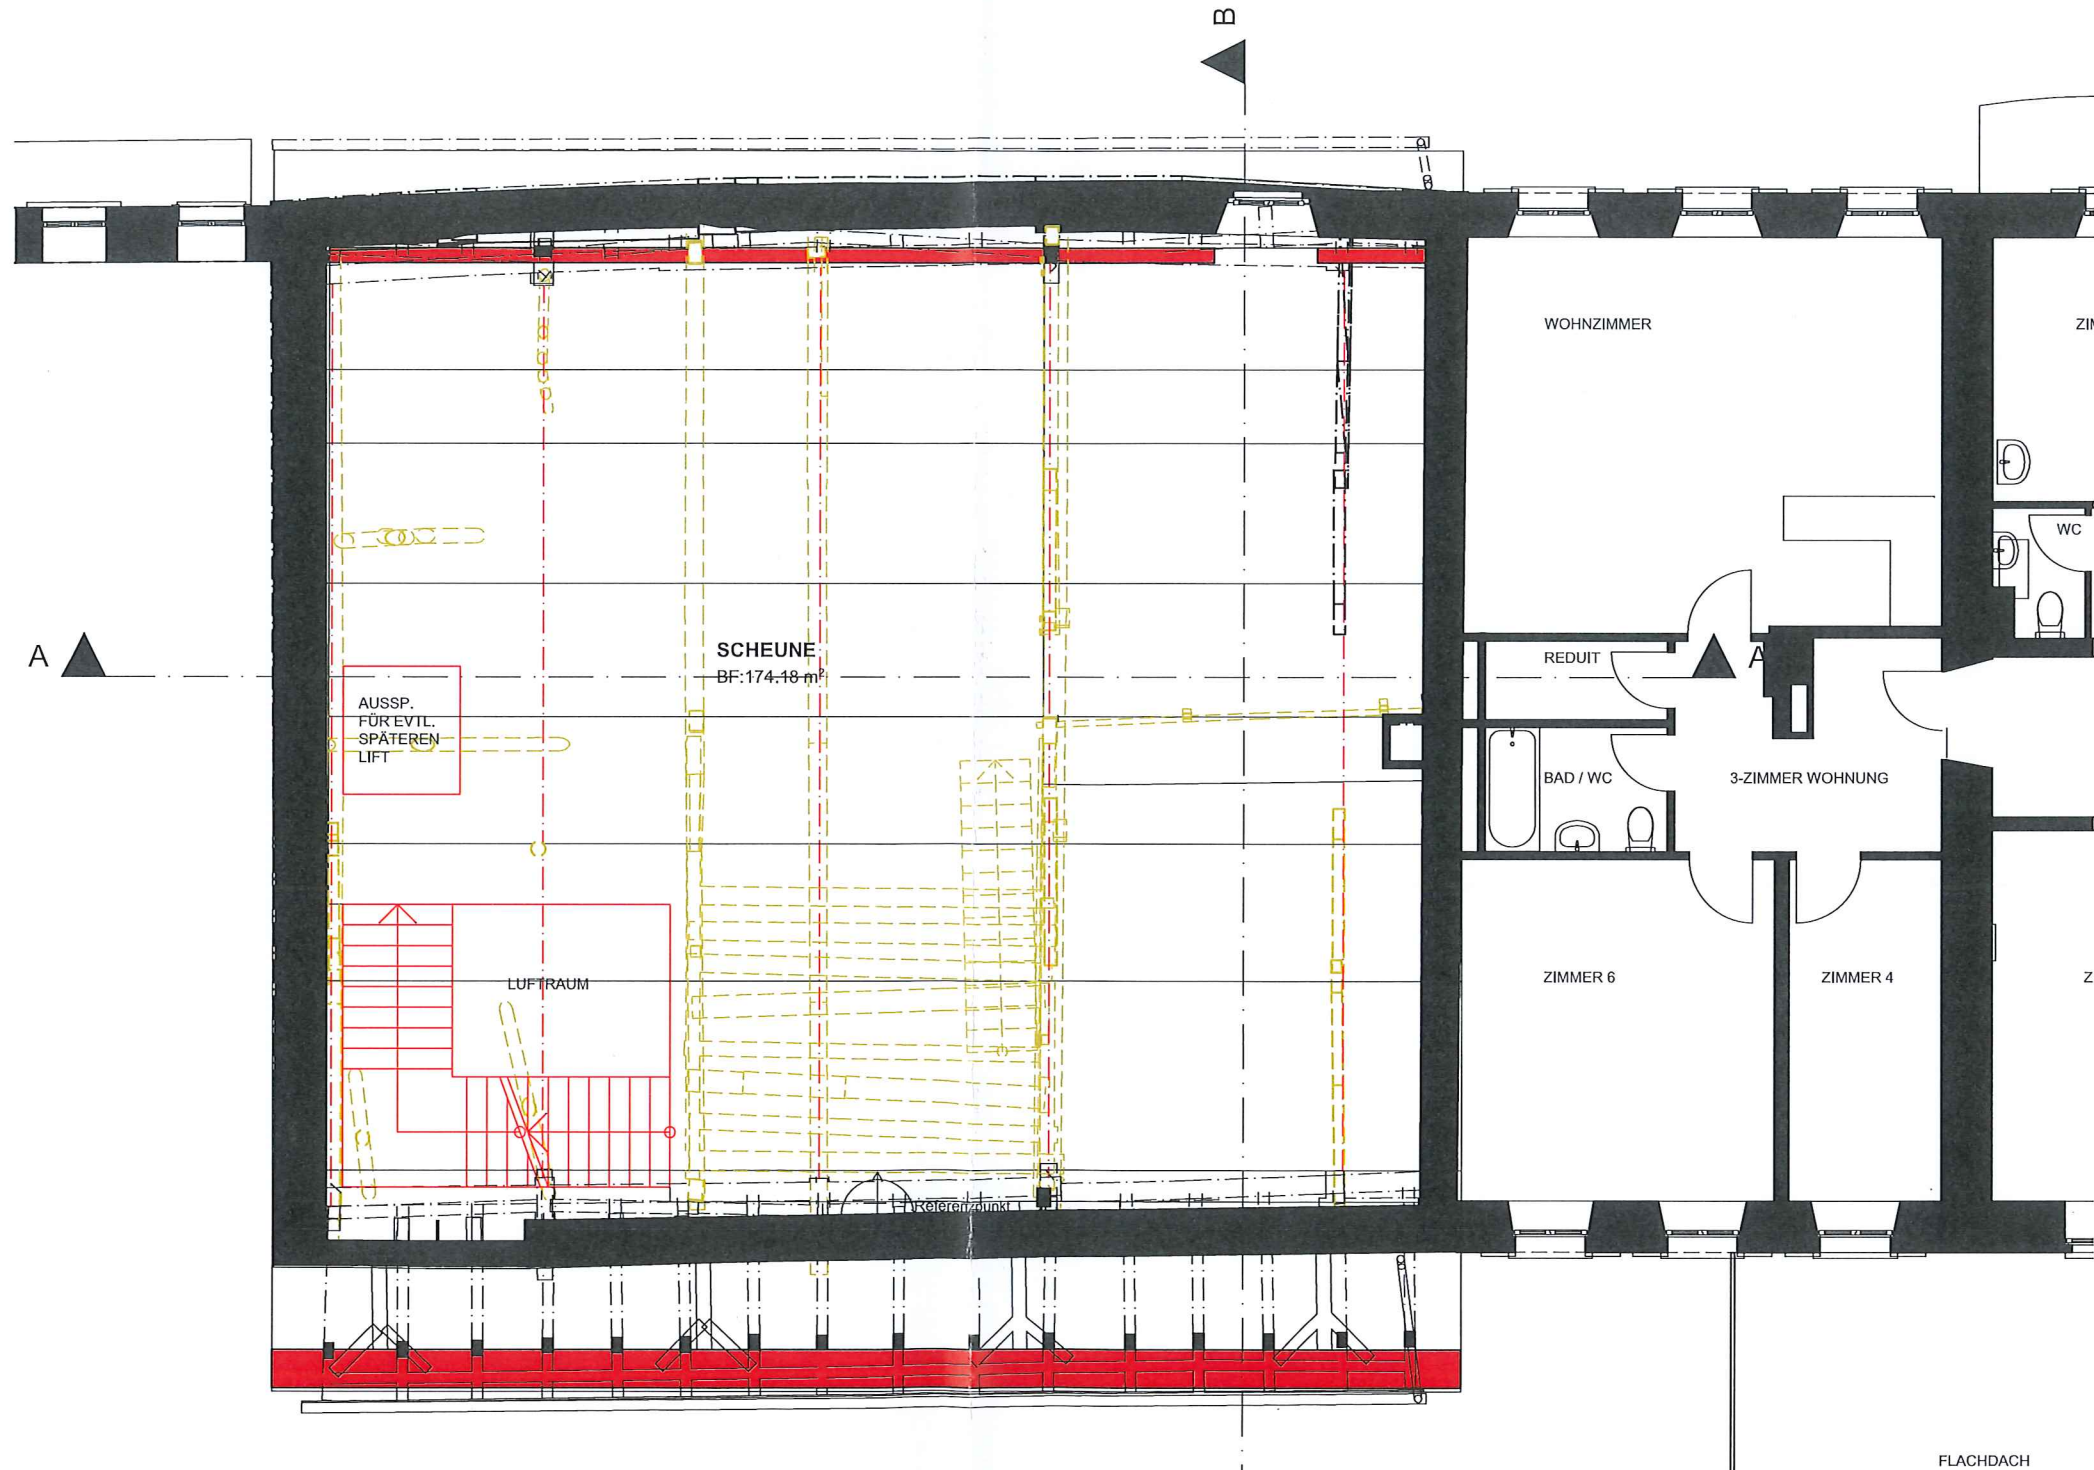 B
WOHNZIMMER
WC
A
SCHEUNE
BF:174.18 m²
REDUIT
A
AUSSP.
FÜR EVTL.
SPÄTEREN
LIFT
BAD / WC
3-ZIMMER WOHNUNG
LUFTRAUM
ZIMMER 6
ZIMMER 4
Referenzpunkt
FLACHDACH